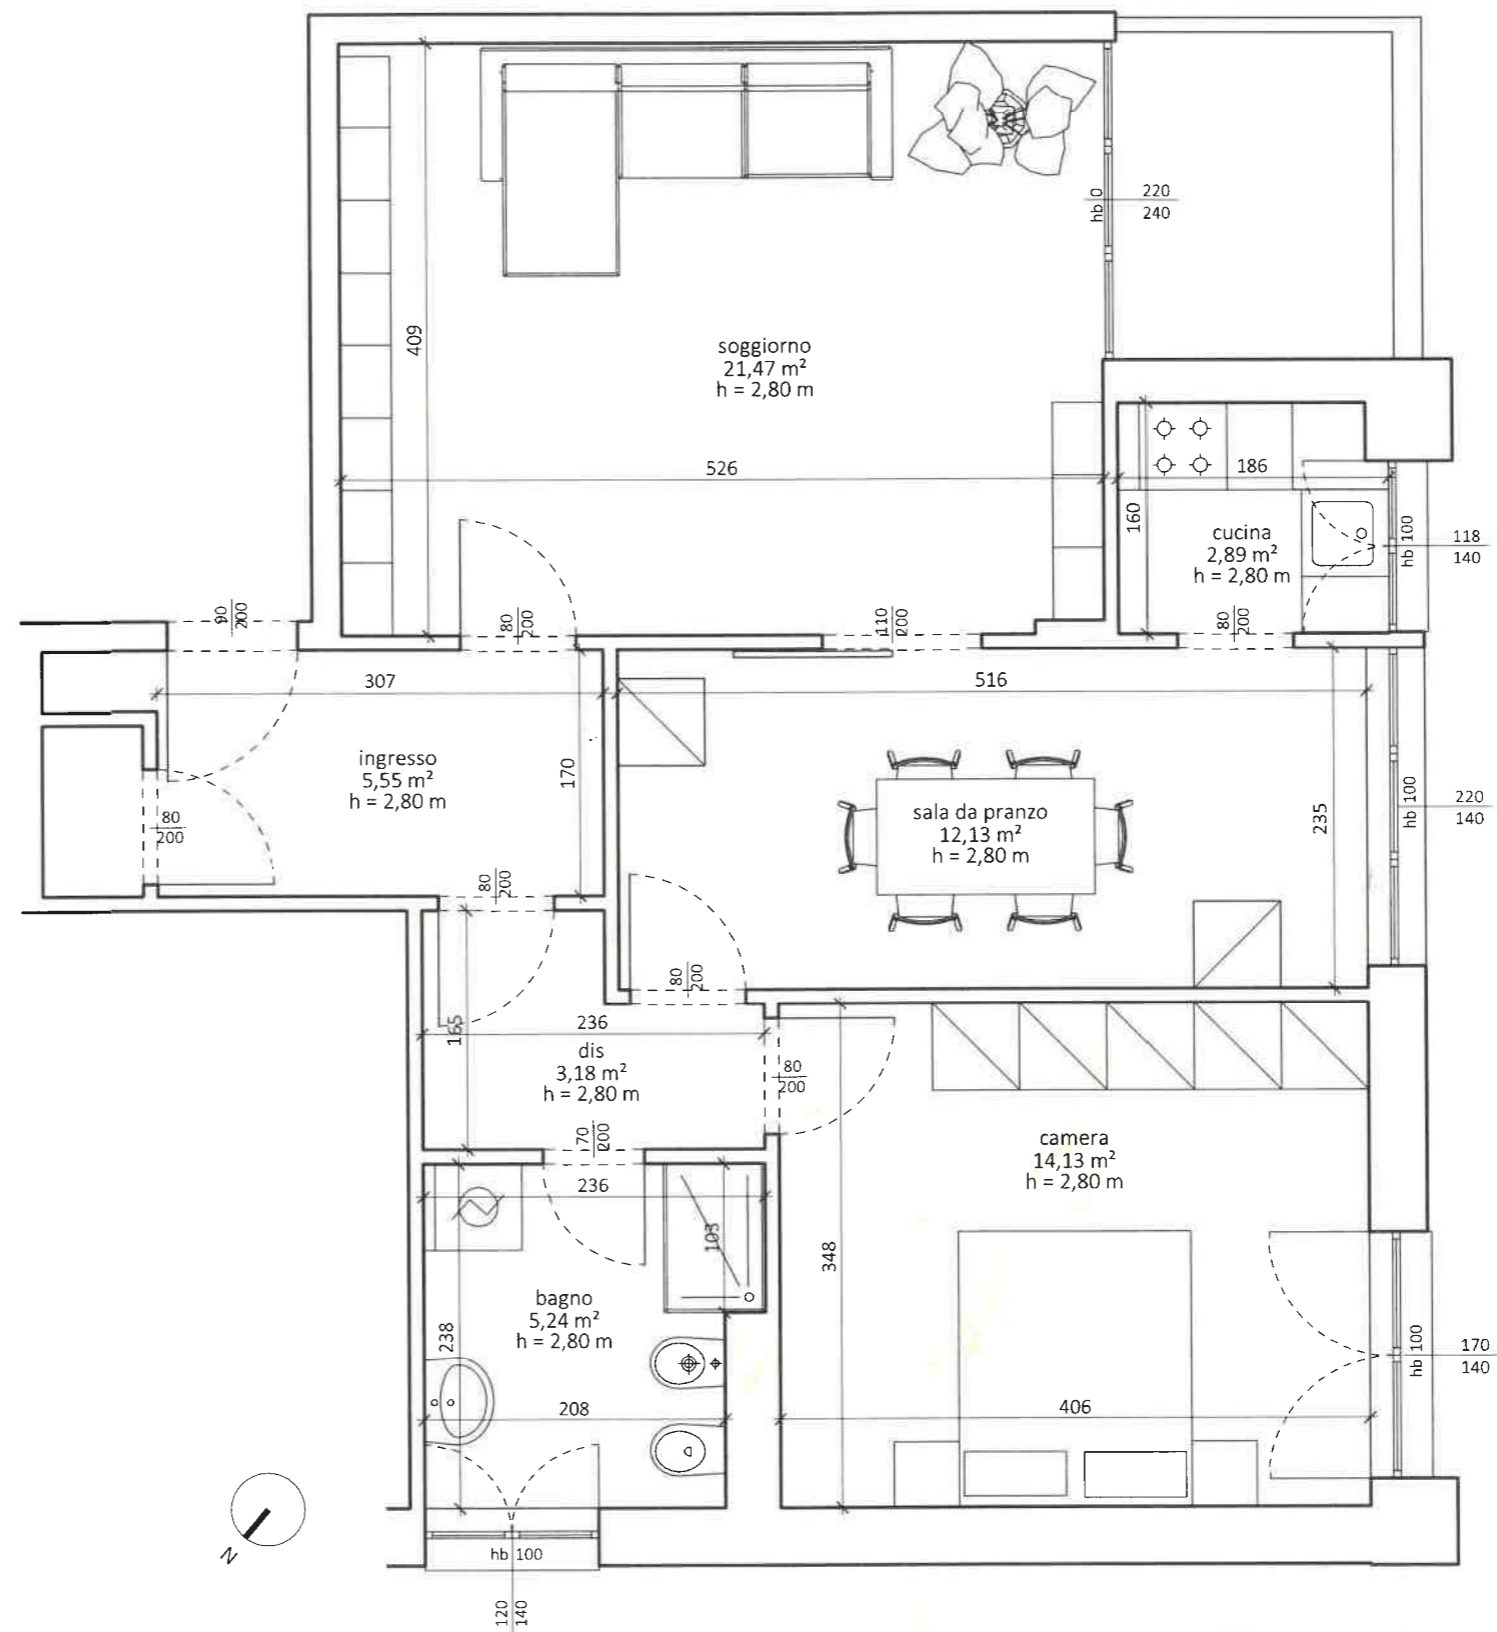 220
hb 0
240
409
soggiorno
21,47 m²
h = 2,80 m
526
186
160
cucina
2,89 m²
h = 2,80 m
hb 100
118
140
90
200
80
200
110
200
80
200
307
516
ingresso
5,55 m²
h = 2,80 m
170
80
200
sala da pranzo
12,13 m²
h = 2,80 m
235
hb 100
220
140
80
200
80
200
165
236
dis
3,18 m²
h = 2,80 m
80
200
70
200
camera
14,13 m²
h = 2,80 m
236
103
348
bagno
5,24 m²
h = 2,80 m
238
hb 100
170
140
208
406
N
hb 100
120
140